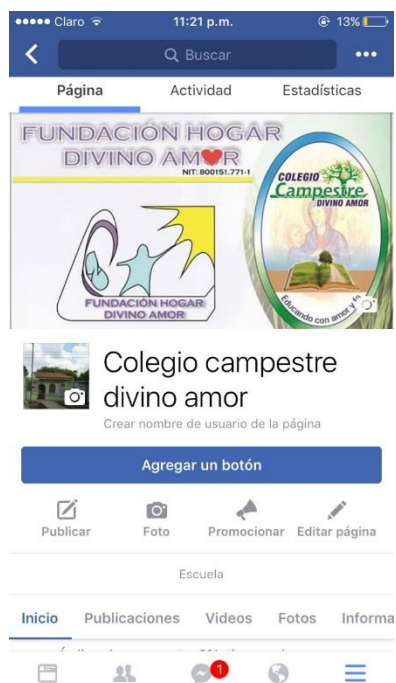 Claro 11:21 p.m. 13%
Buscar
Página Actividad Estadísticas
FUNDACIÓN HOGAR
DIVINO AMOR
NIT: 800151.771-1
COLEGIO
Campestre
DIVINO AMOR
FUNDACIÓN HOGAR
DIVINO AMOR
Educando con amor y
Colegio campestre
divino amor
Crear nombre de usuario de la página
Agregar un botón
Publicar Foto Promocionar Editar página
Escuela
Inicio Publicaciones Videos Fotos Informa
1